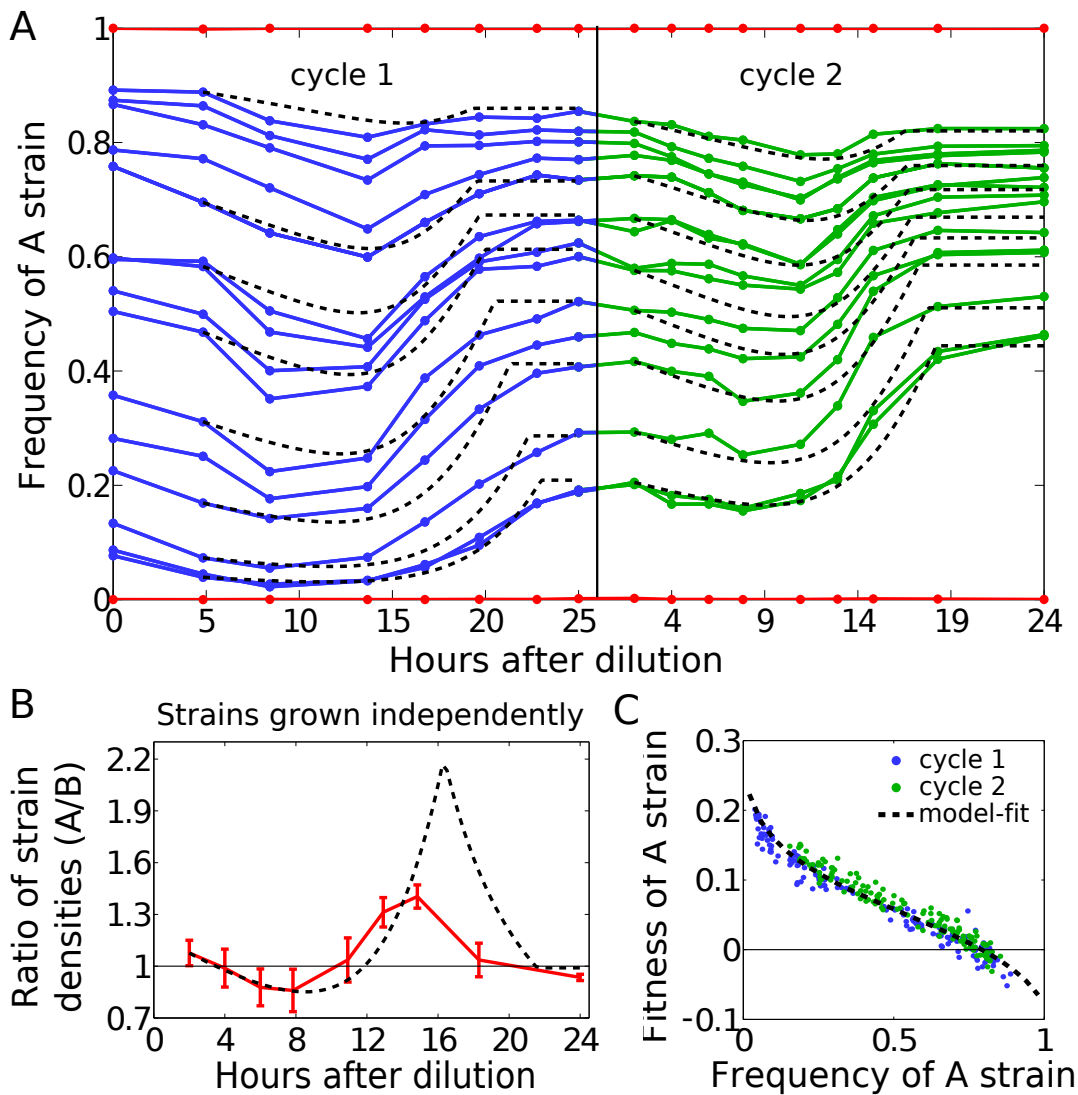 A
Frequency of A strain
1
0.8
0.6
0.4
0.2
0
cycle 1
cycle 2
0 5 10 15 20 25 4 9 14 19 24
Hours after dilution
B
Strains grown independently
Ratio of strain
densities (A/B)
2.2
1.9
1.6
1.3
1
0.7
0 4 8 12 16 20 24
Hours after dilution
C
Fitness of A strain
0.3
0.2
0.1
0
-0.1
cycle 1
cycle 2
model-fit
0 0.5 1
Frequency of A strain